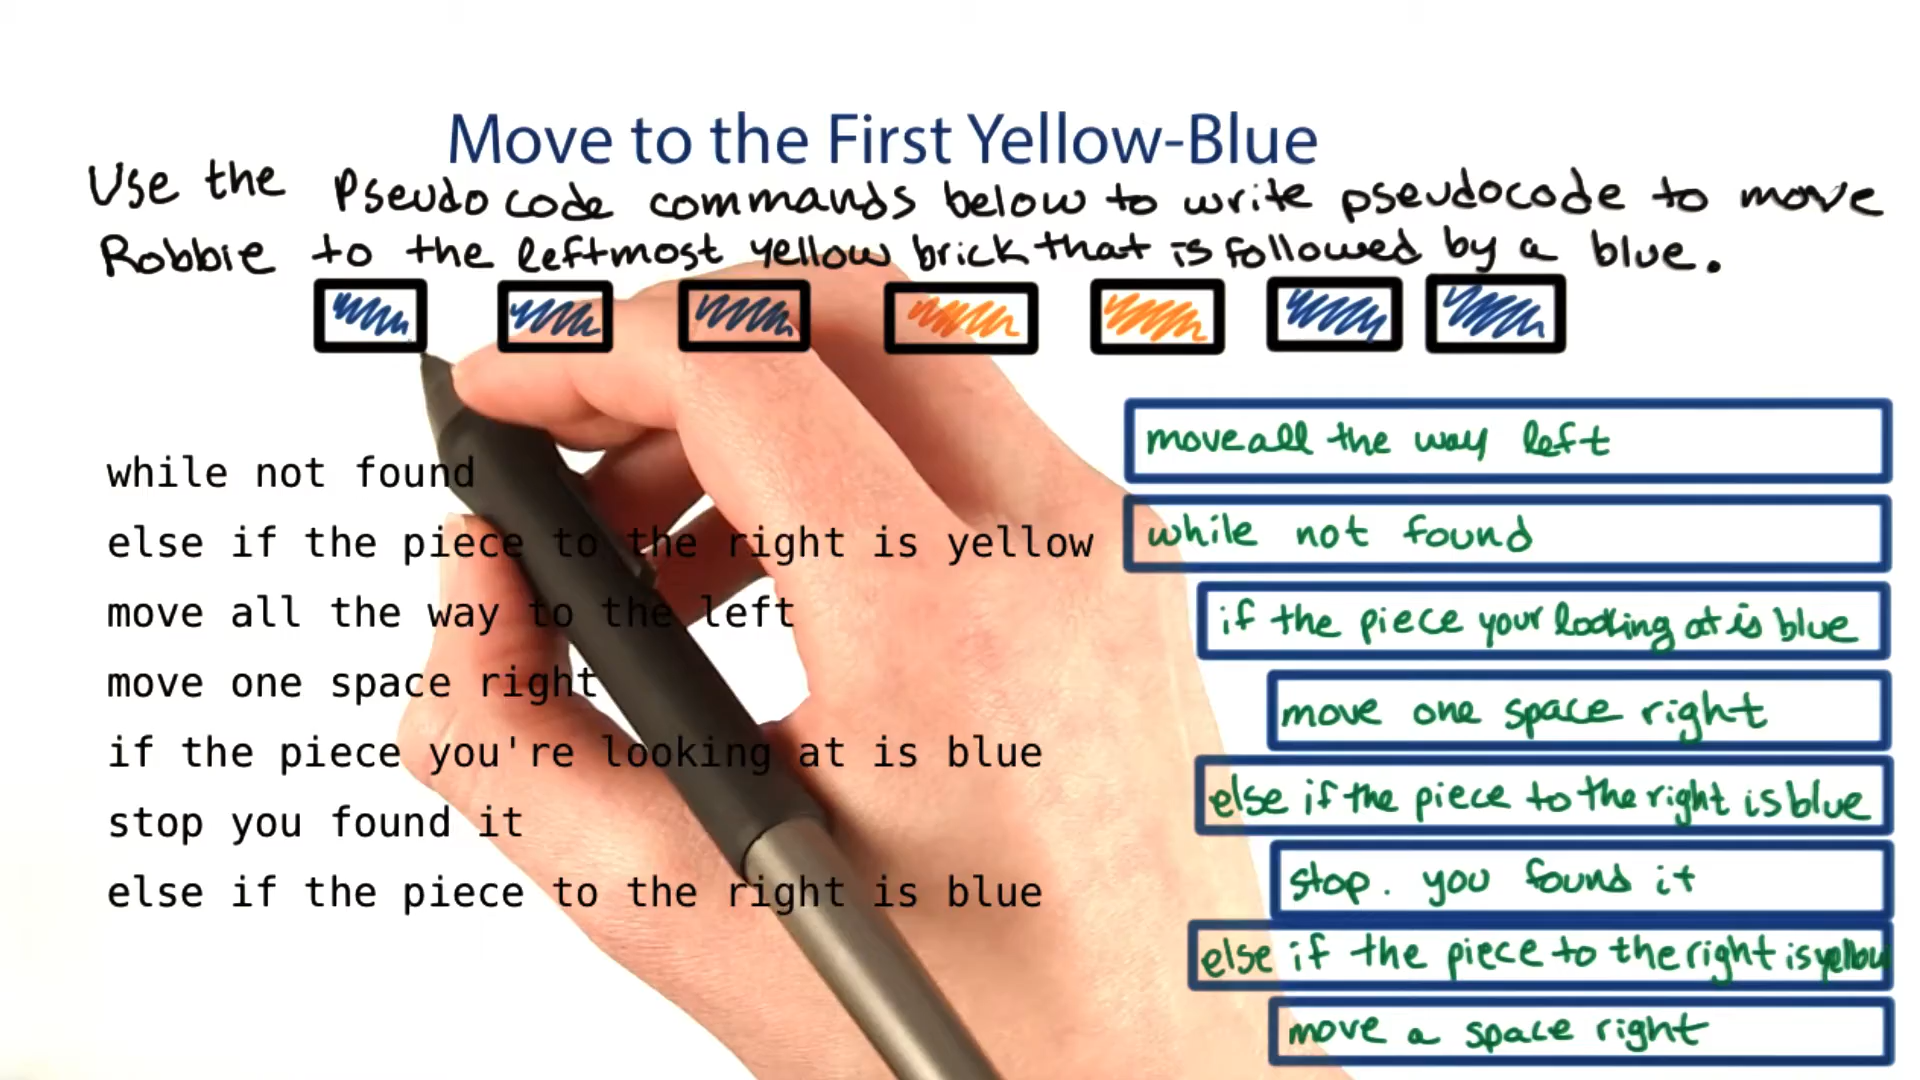 Move to the First Yellow-Blue
Use the Pseudocode commands below to write pseudocode to move
Robbie to the leftmost yellow brick that is followed by a blue.
while not found
else if the piece to the right is yellow
move all the way to the left
move one space right
if the piece you're looking at is blue
stop you found it
else if the piece to the right is blue
move all the way left
while not found
if the piece your looking at is blue
move one space right
else if the piece to the right is blue
stop. you found it
else if the piece to the right is yellow
move a space right